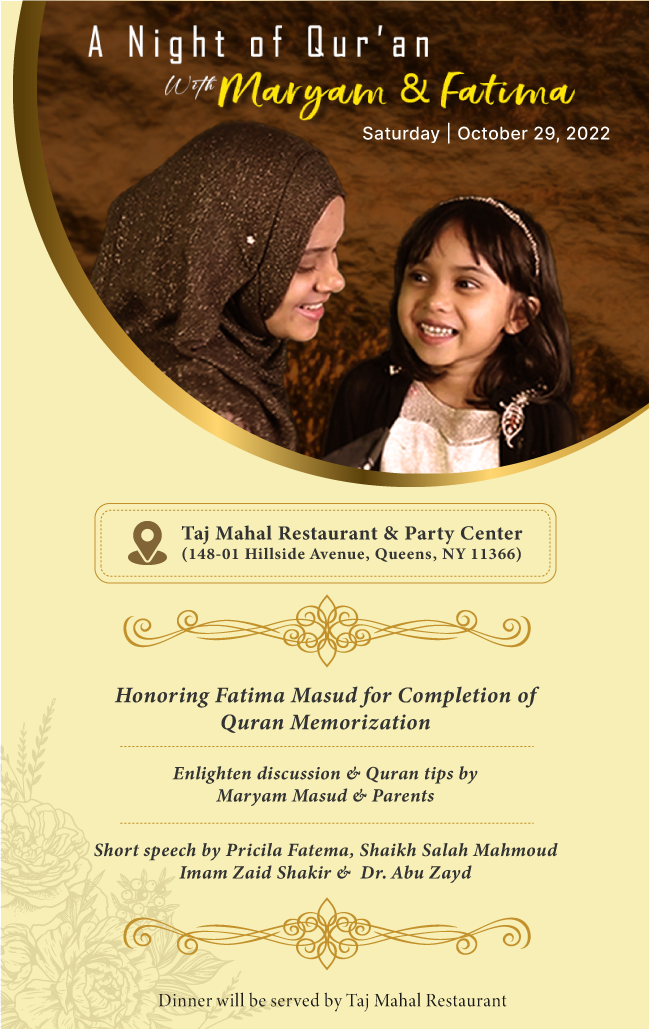 A Night of Qur'an
With Maryam & Fatima
Saturday | October 29, 2022
Taj Mahal Restaurant & Party Center
(148-01 Hillside Avenue, Queens, NY 11366)
Honoring Fatima Masud for Completion of
Quran Memorization
Enlighten discussion & Quran tips by
Maryam Masud & Parents
Short speech by Pricila Fatema, Shaikh Salah Mahmoud
Imam Zaid Shakir & Dr. Abu Zayd
Dinner will be served by Taj Mahal Restaurant